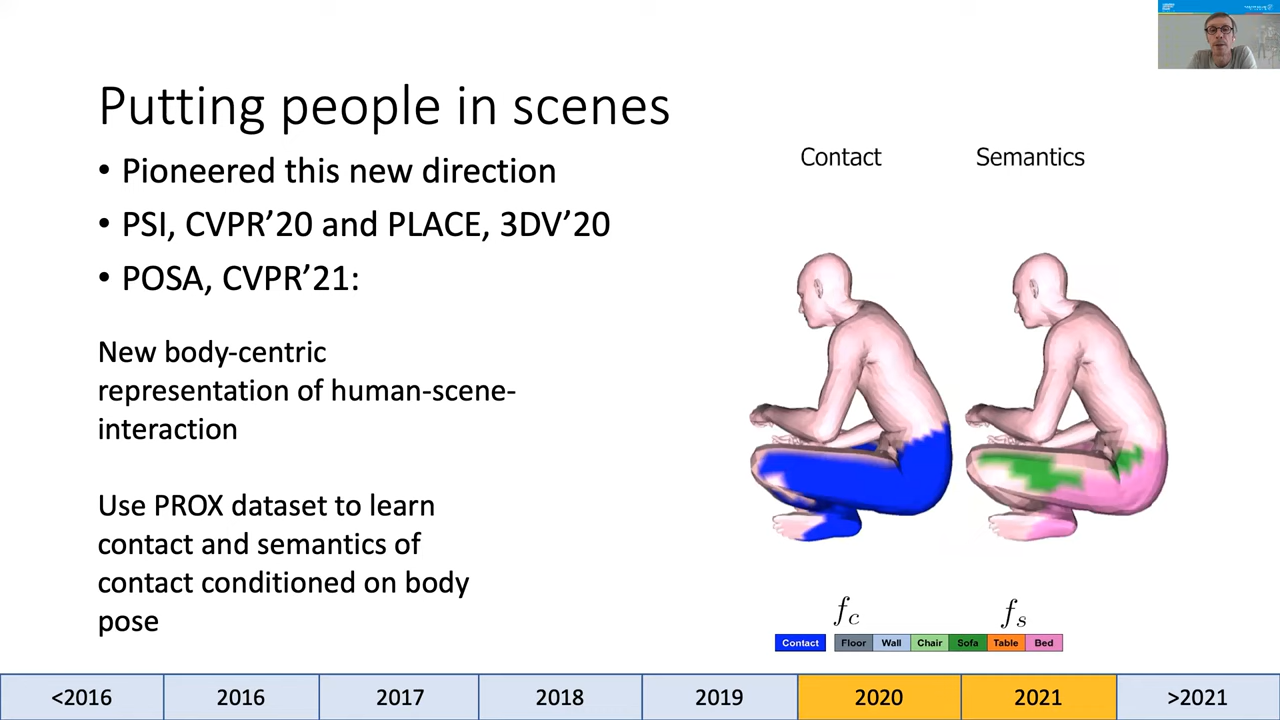 Putting people in scenes
• Pioneered this new direction
• PSI, CVPR’20 and PLACE, 3DV’20
• POSA, CVPR’21:
New body-centric
representation of human-scene-
interaction
Use PROX dataset to learn
contact and semantics of
contact conditioned on body
pose
Contact Semantics
fc fs
Contact Floor Wall Chair Sofa Table Bed
<2016 2016 2017 2018 2019 2020 2021 >2021